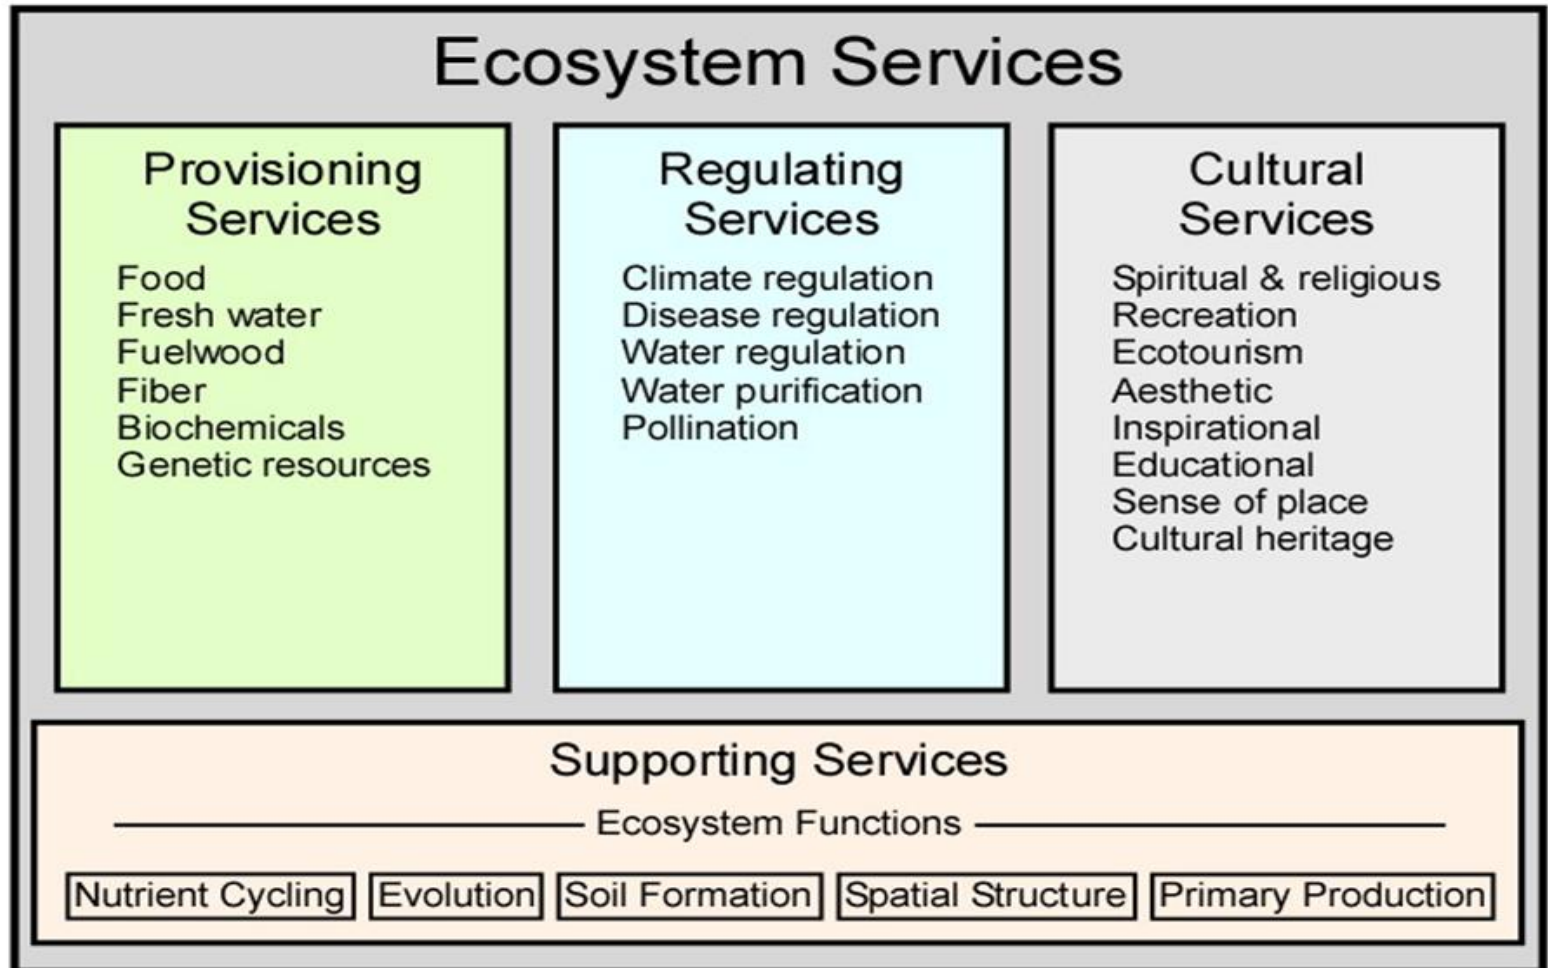 Ecosystem Services
Provisioning
Services
Food
Fresh water
Fuelwood
Fiber
Biochemicals
Genetic resources
Regulating
Services
Climate regulation
Disease regulation
Water regulation
Water purification
Pollination
Cultural
Services
Spiritual & religious
Recreation
Ecotourism
Aesthetic
Inspirational
Educational
Sense of place
Cultural heritage
Supporting Services
Ecosystem Functions
Nutrient Cycling Evolution Soil Formation Spatial Structure Primary Production